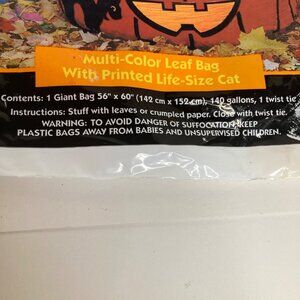 Multi-Color Leaf Bag
With Printed Life-Size Cat
Contents: 1 Giant Bag 56" x 60" (142 cm x 152 cm), 140 gallons, 1 twist tie
Instructions: Stuff with leaves or crumpled paper. Close with twist tie.
WARNING: TO AVOID DANGER OF SUFFOCATION, KEEP
PLASTIC BAGS AWAY FROM BABIES AND UNSUPERVISED CHILDREN.